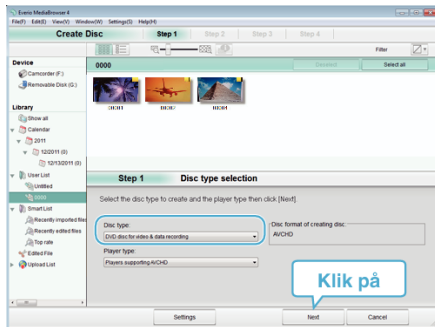 Everio MediaBrowser 4
File(F) Edit(E) View(V) Window(W) Settings(S) Help(H)
Create Disc Step 1 Step 2 Step 3 Step 4
Filter
Device
Camcorder (F:)
Removable Disk (G:)
Library
Show all
Calendar
2011
12/2011 (0)
12/13/2011 (0)
User List
Untitled
0000
Smart List
Recently imported files
Recently edited files
Top rate
Edited File
Upload List
0000 Deselect Select all
00001 00002 00004
Step 1 Disc type selection
Select the disc type to create and the player type then click [Next].
Disc type:
DVD disc for video & data recording
Disc format of creating disc
AVCHD
Player type:
Players supporting AVCHD
Klik på
Settings Next Cancel